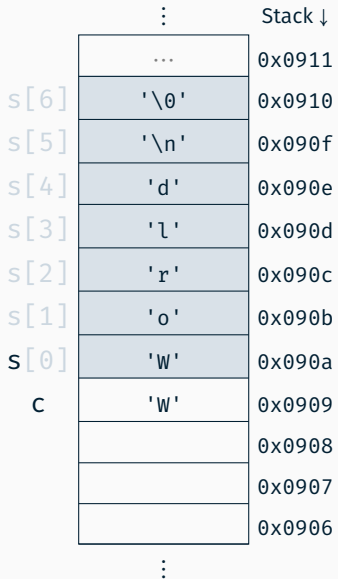 ⋮ Stack ↓
... 0x0911
s[6] '\0' 0x0910
s[5] '\n' 0x090f
s[4] 'd' 0x090e
s[3] 'l' 0x090d
s[2] 'r' 0x090c
s[1] 'o' 0x090b
s[0] 'W' 0x090a
c 'W' 0x0909
0x0908
0x0907
0x0906
⋮